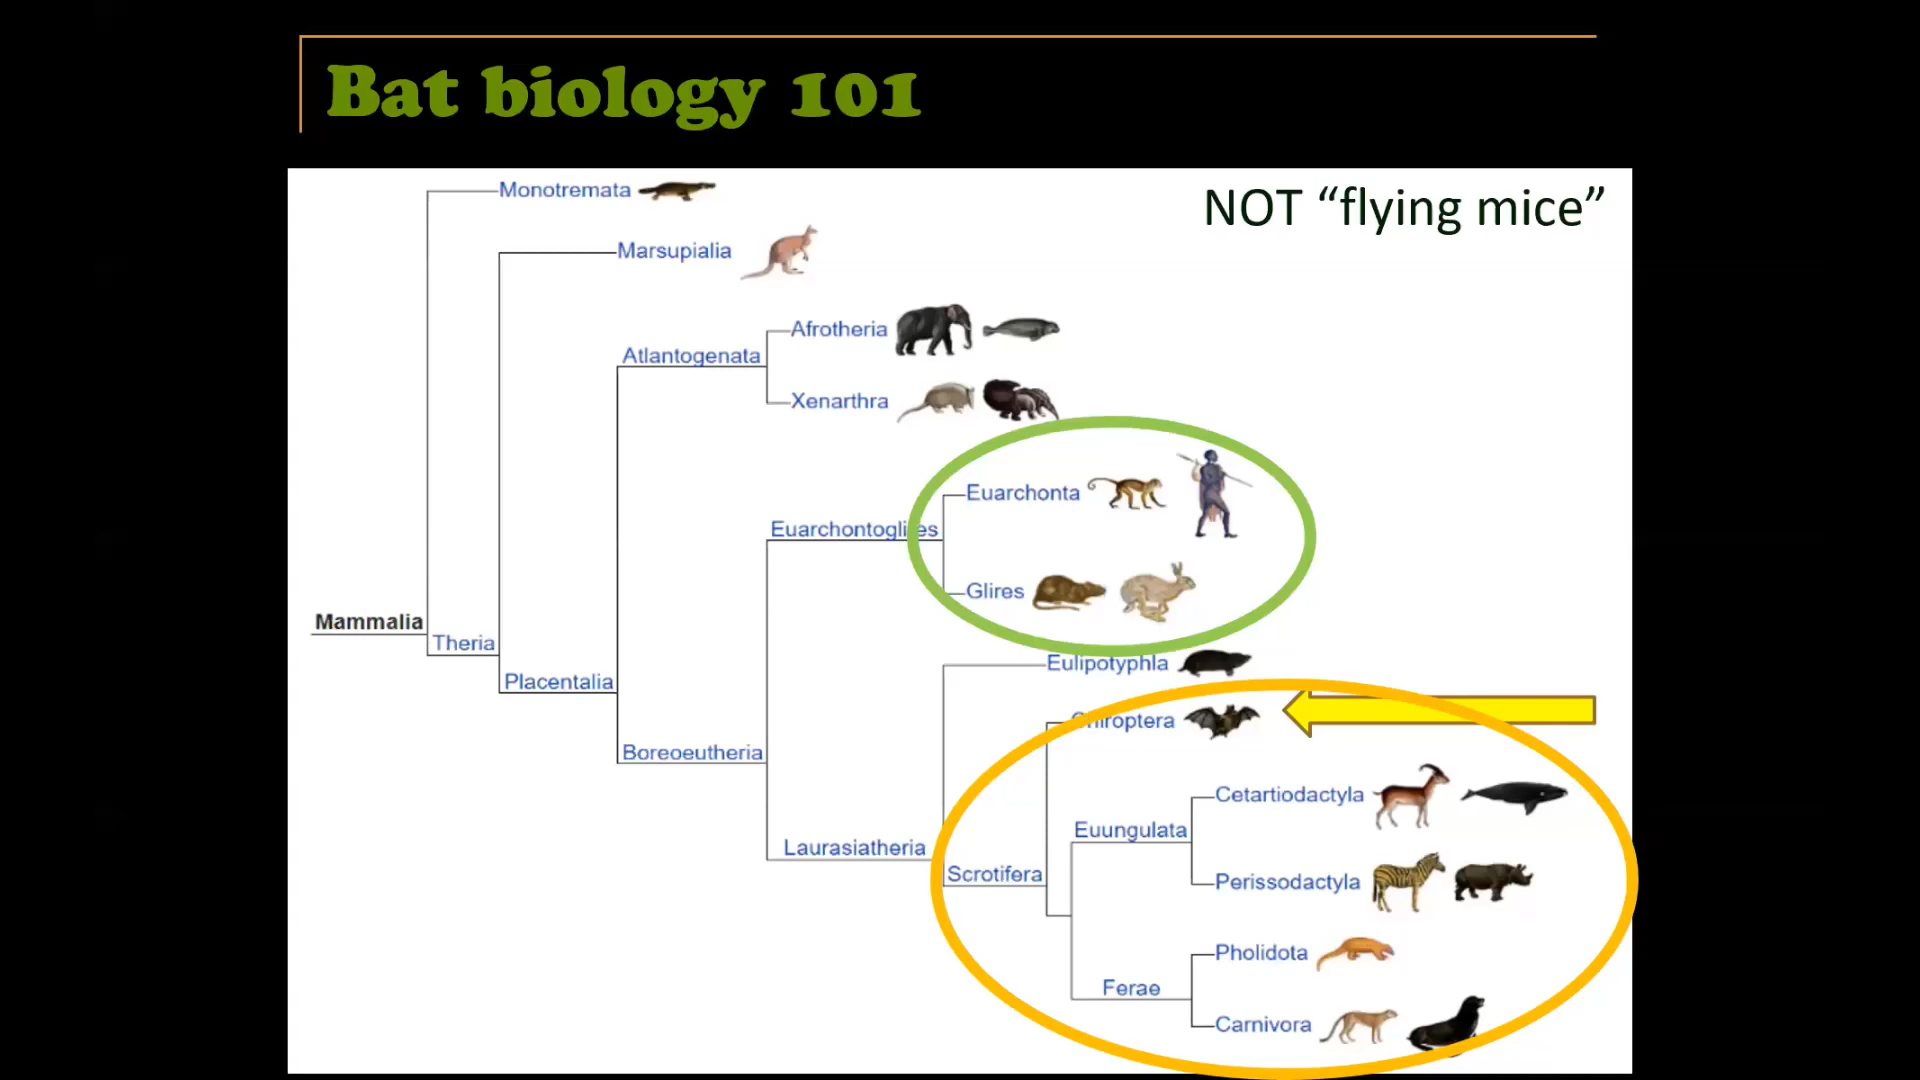 Bat biology 101
NOT “flying mice”
Monotremata
Marsupialia
Afrotheria
Atlantogenata
Xenarthra
Euarchonta
Euarchontoglires
Glires
Mammalia
Theria
Eulipotyphla
Placentalia
Chiroptera
Boreoeutheria
Cetartiodactyla
Euungulata
Laurasiatheria
Scrotifera
Perissodactyla
Pholidota
Ferae
Carnivora